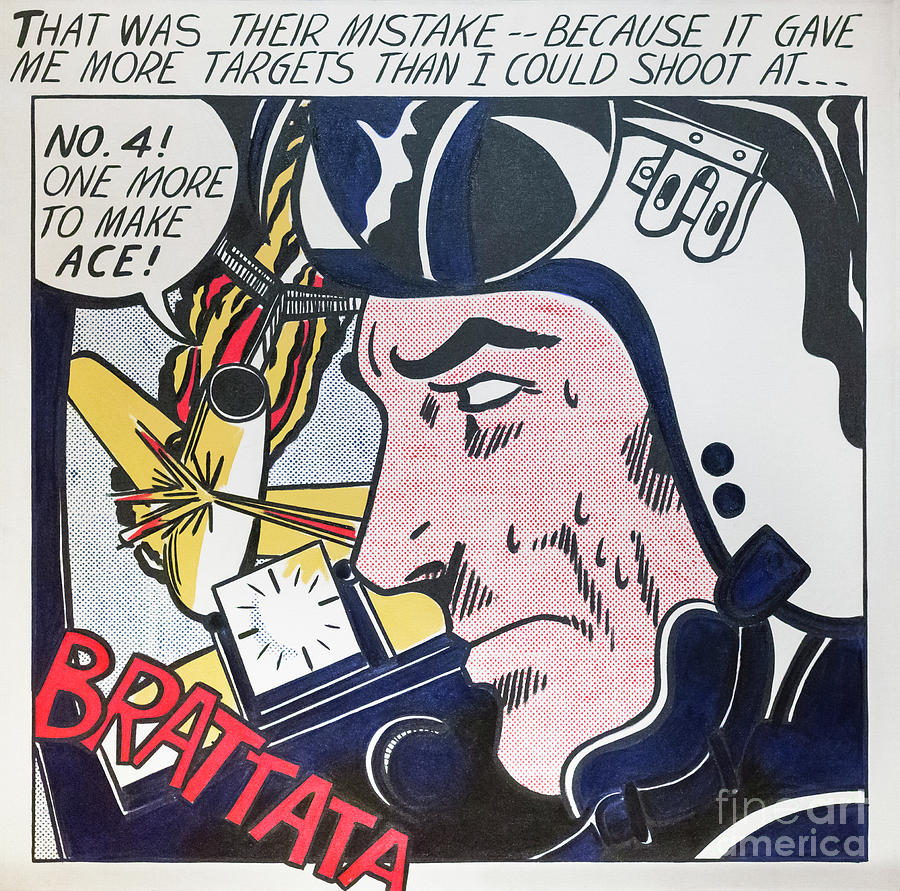 THAT WAS THEIR MISTAKE -- BECAUSE IT GAVE
ME MORE TARGETS THAN I COULD SHOOT AT...
NO. 4!
ONE MORE
TO MAKE
ACE!
BRATTATA
fine art
america